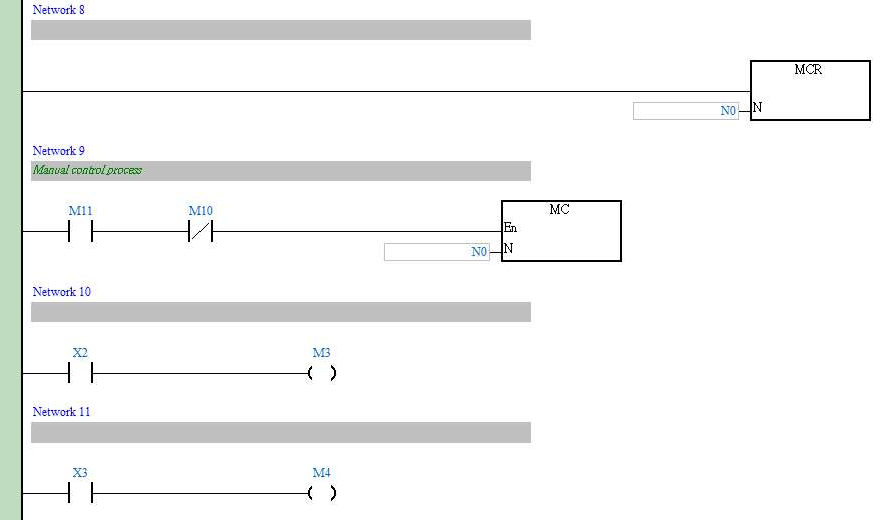 Network 8
MCR
N0 N
Network 9
Manual control process
M11 M10 MC
En
N0 N
Network 10
X2 M3
Network 11
X3 M4